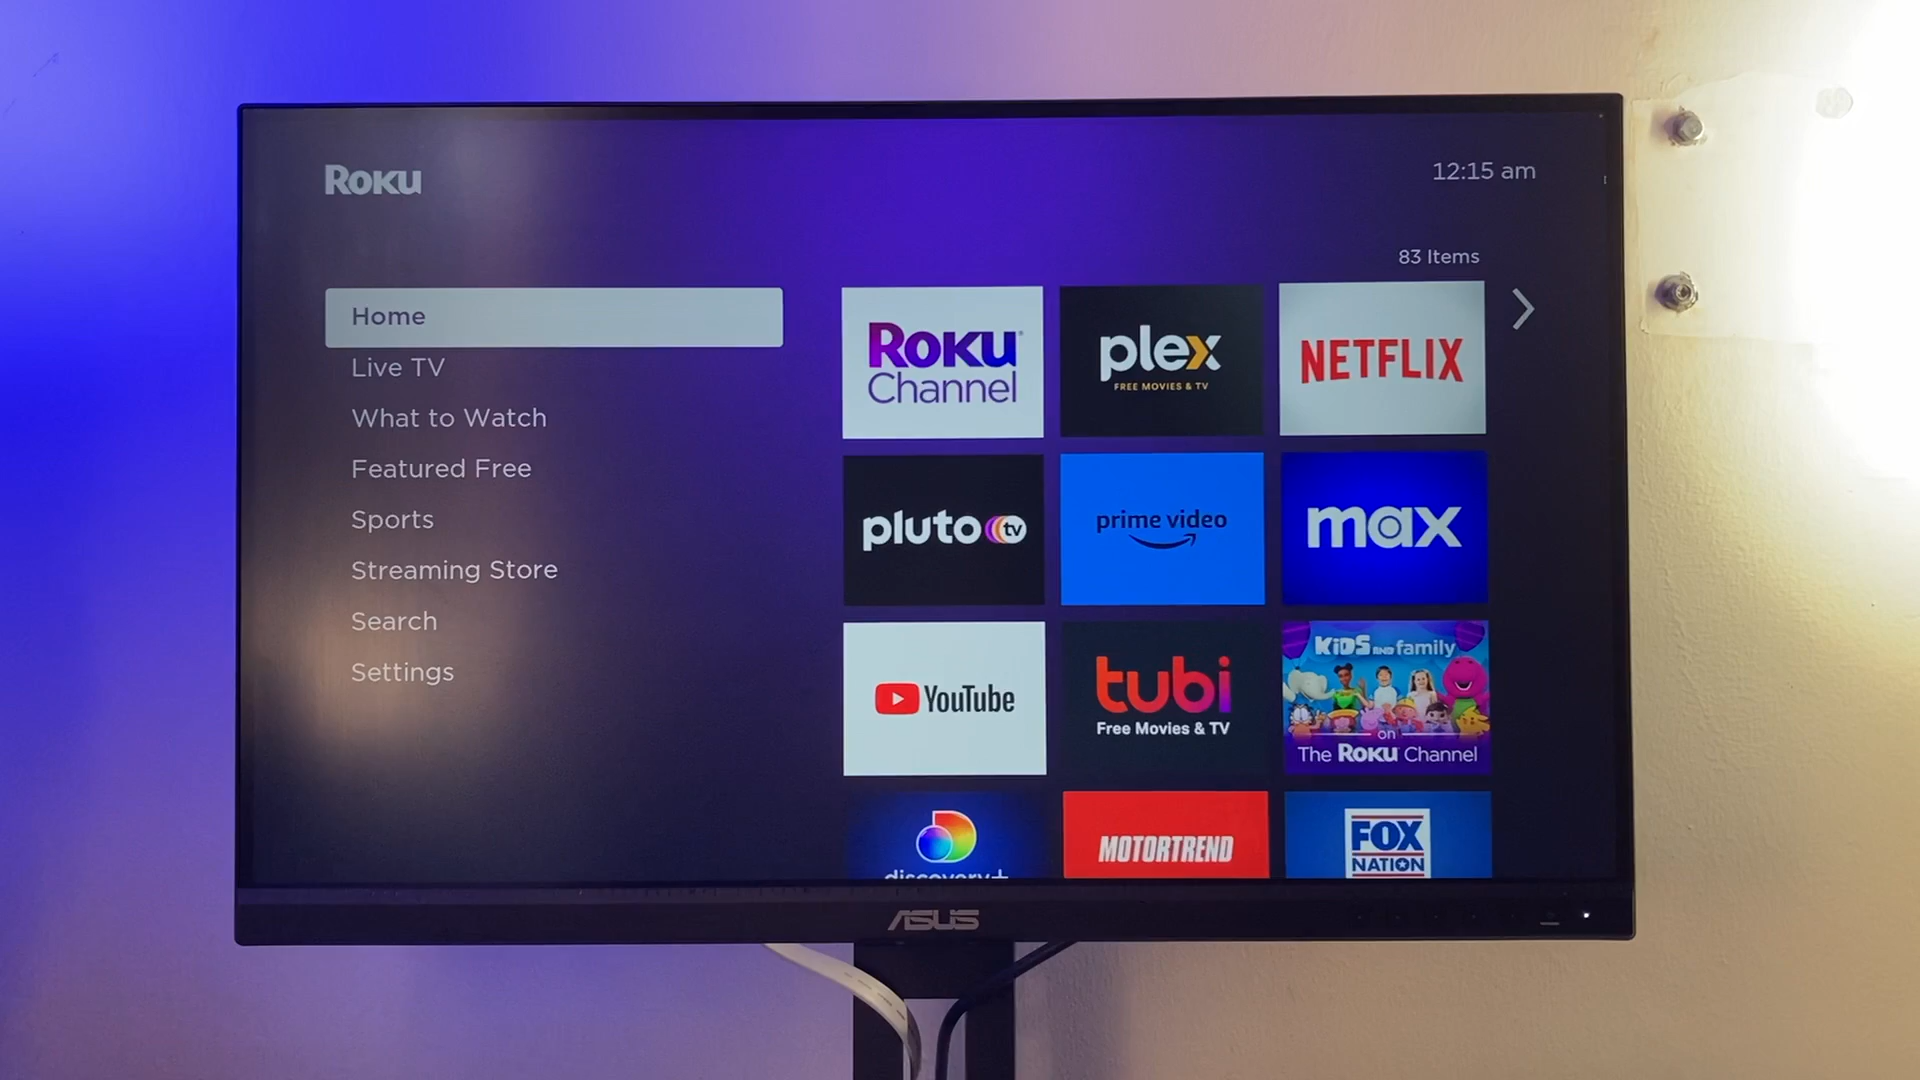 Roku
12:15 am
83 Items
Home
Live TV
What to Watch
Featured Free
Sports
Streaming Store
Search
Settings
Roku
Channel
plex
FREE MOVIES & TV
NETFLIX
pluto tv
prime video
max
YouTube
tubi
Free Movies & TV
KiDS AND family
on
The Roku Channel
discovery+
MOTORTREND
FOX
NATION
ASUS